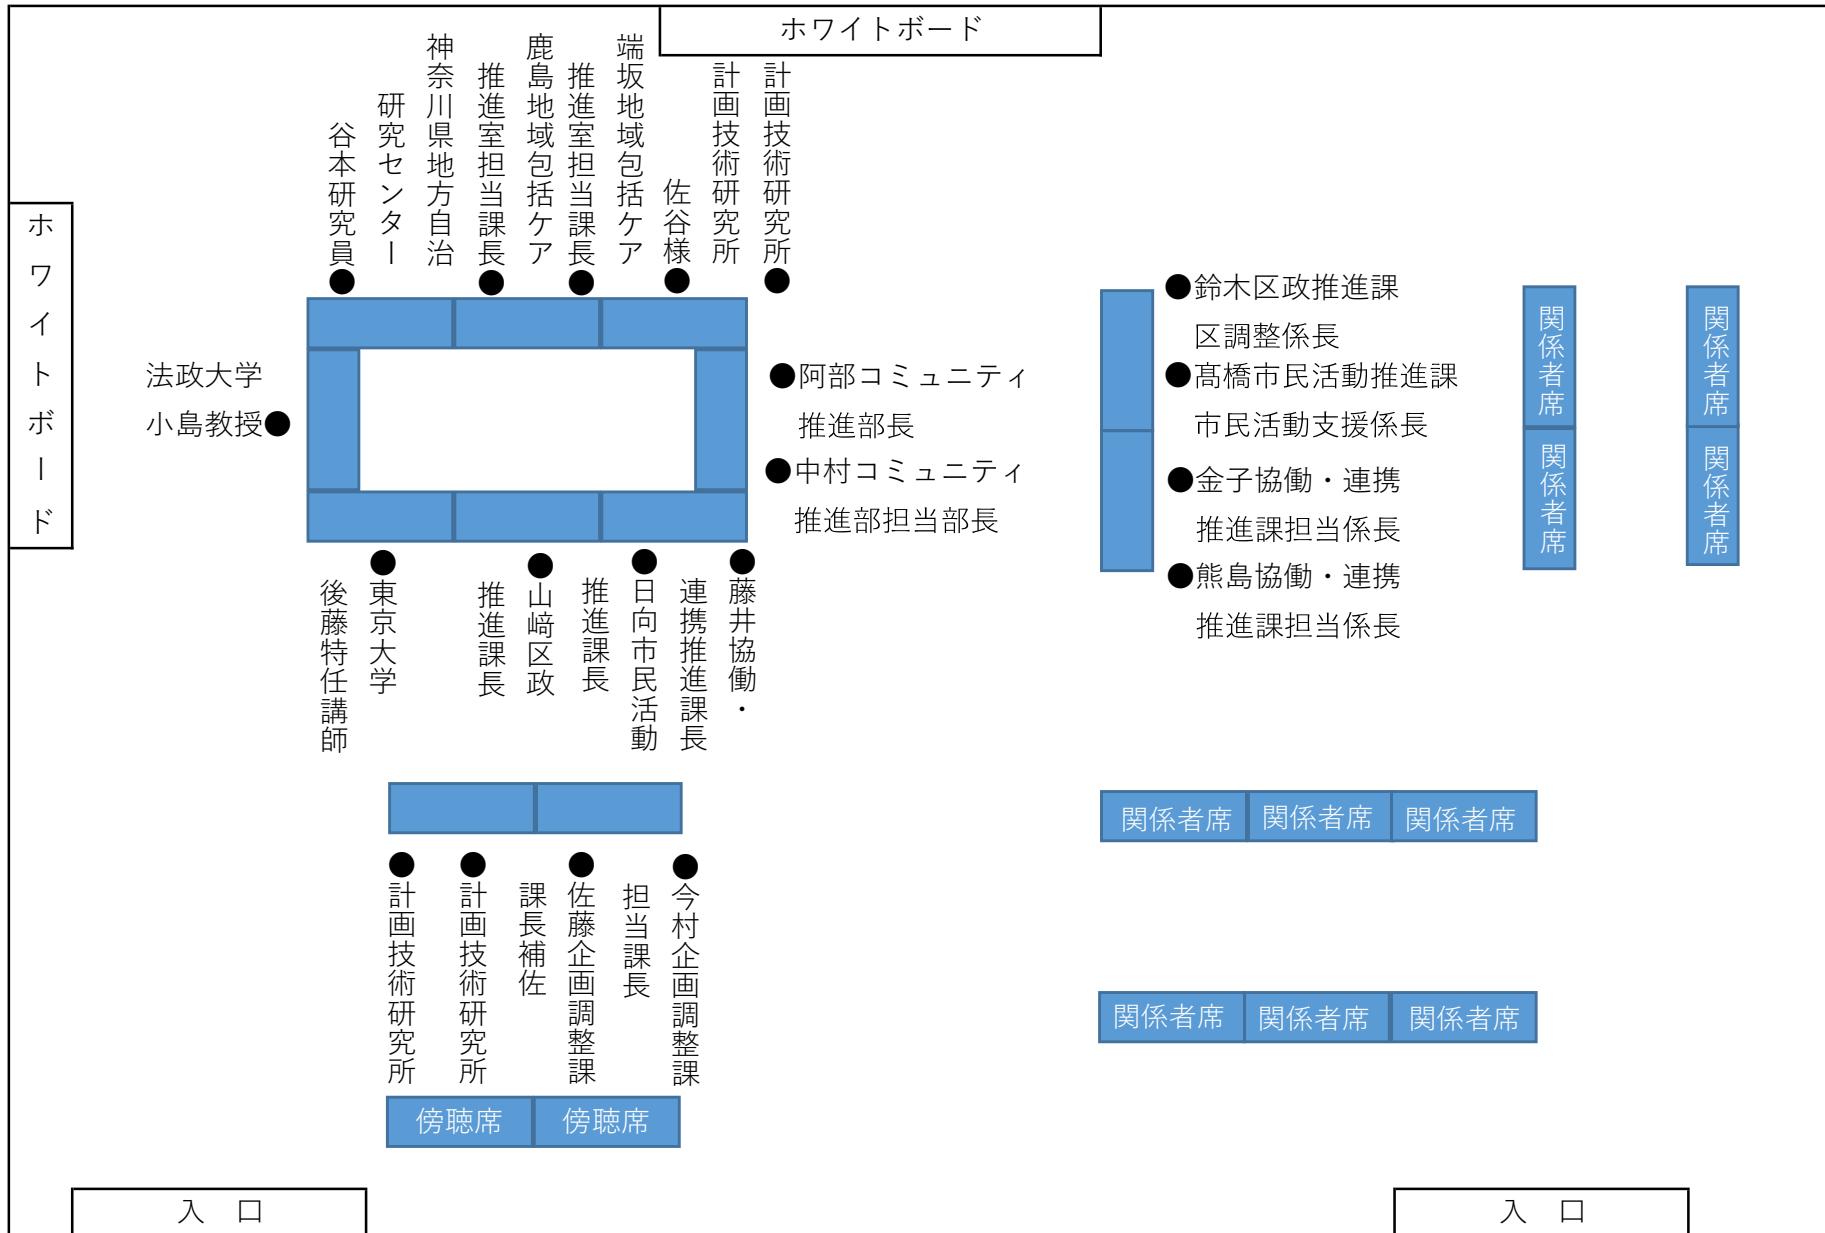 ホワイトボード
ホワイトボード
計画技術研究所
計画技術研究所
佐谷様
端坂地域包括ケア
推進室担当課長
鹿島地域包括ケア
推進室担当課長
神奈川県地方自治
研究センター
谷本研究員
法政大学
小島教授●
●阿部コミュニティ
推進部長
●中村コミュニティ
推進部担当部長
●鈴木区政推進課
区調整係長
●髙橋市民活動推進課
市民活動支援係長
●金子協働・連携
推進課担当係長
●熊島協働・連携
推進課担当係長
関係者席
関係者席
関係者席
関係者席
藤井協働・
連携推進課長
日向市民活動
推進課長
山﨑区政
推進課長
東京大学
後藤特任講師
関係者席
関係者席
関係者席
今村企画調整課
担当課長
佐藤企画調整課
課長補佐
計画技術研究所
計画技術研究所
関係者席
関係者席
関係者席
傍聴席
傍聴席
入　口
入　口